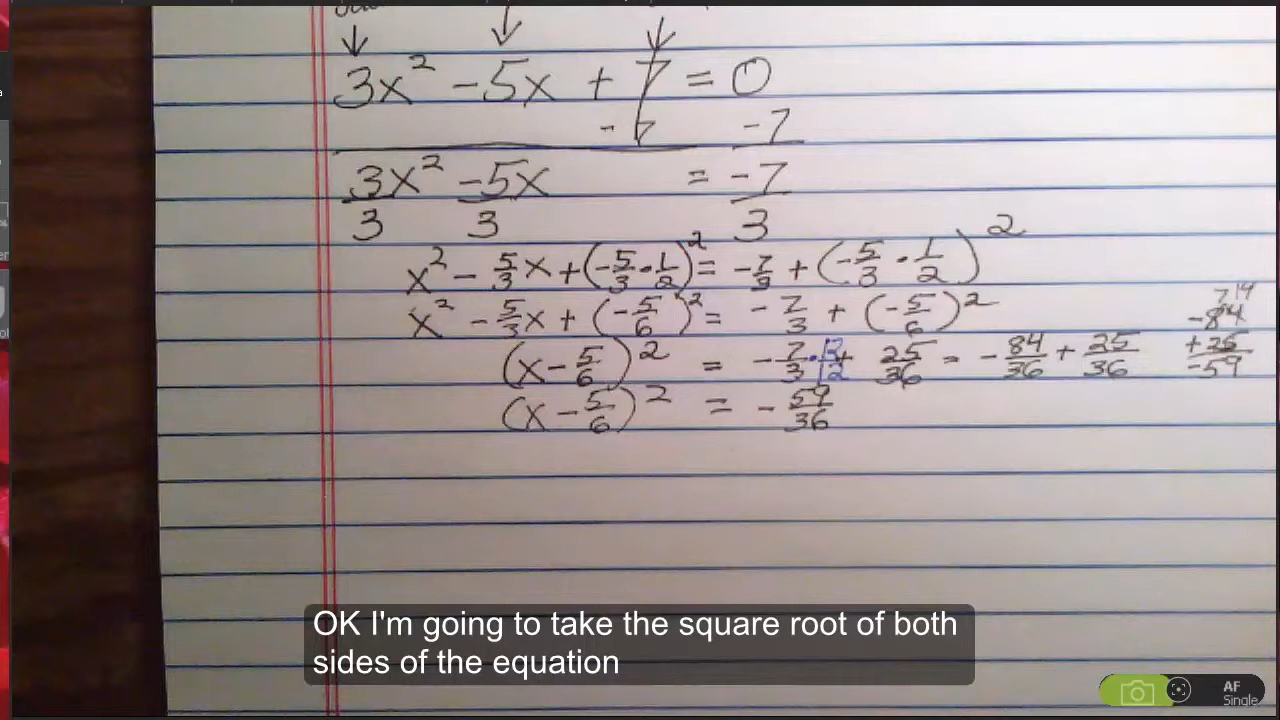 3x² - 5x + 7 = 0
- 7 -7
3x² - 5x = -7
3 3 3
x² - 5/3 x + (-5/3 · 1/2)² = -7/3 + (-5/3 · 1/2)²
x² - 5/3 x + (-5/6)² = -7/3 + (-5/6)²
7 14
-84
+25
-59
(x - 5/6)² = -7/3 · 12/12 + 25/36 = -84/36 + 25/36
(x - 5/6)² = -59/36
OK I'm going to take the square root of both
sides of the equation
AF
Single